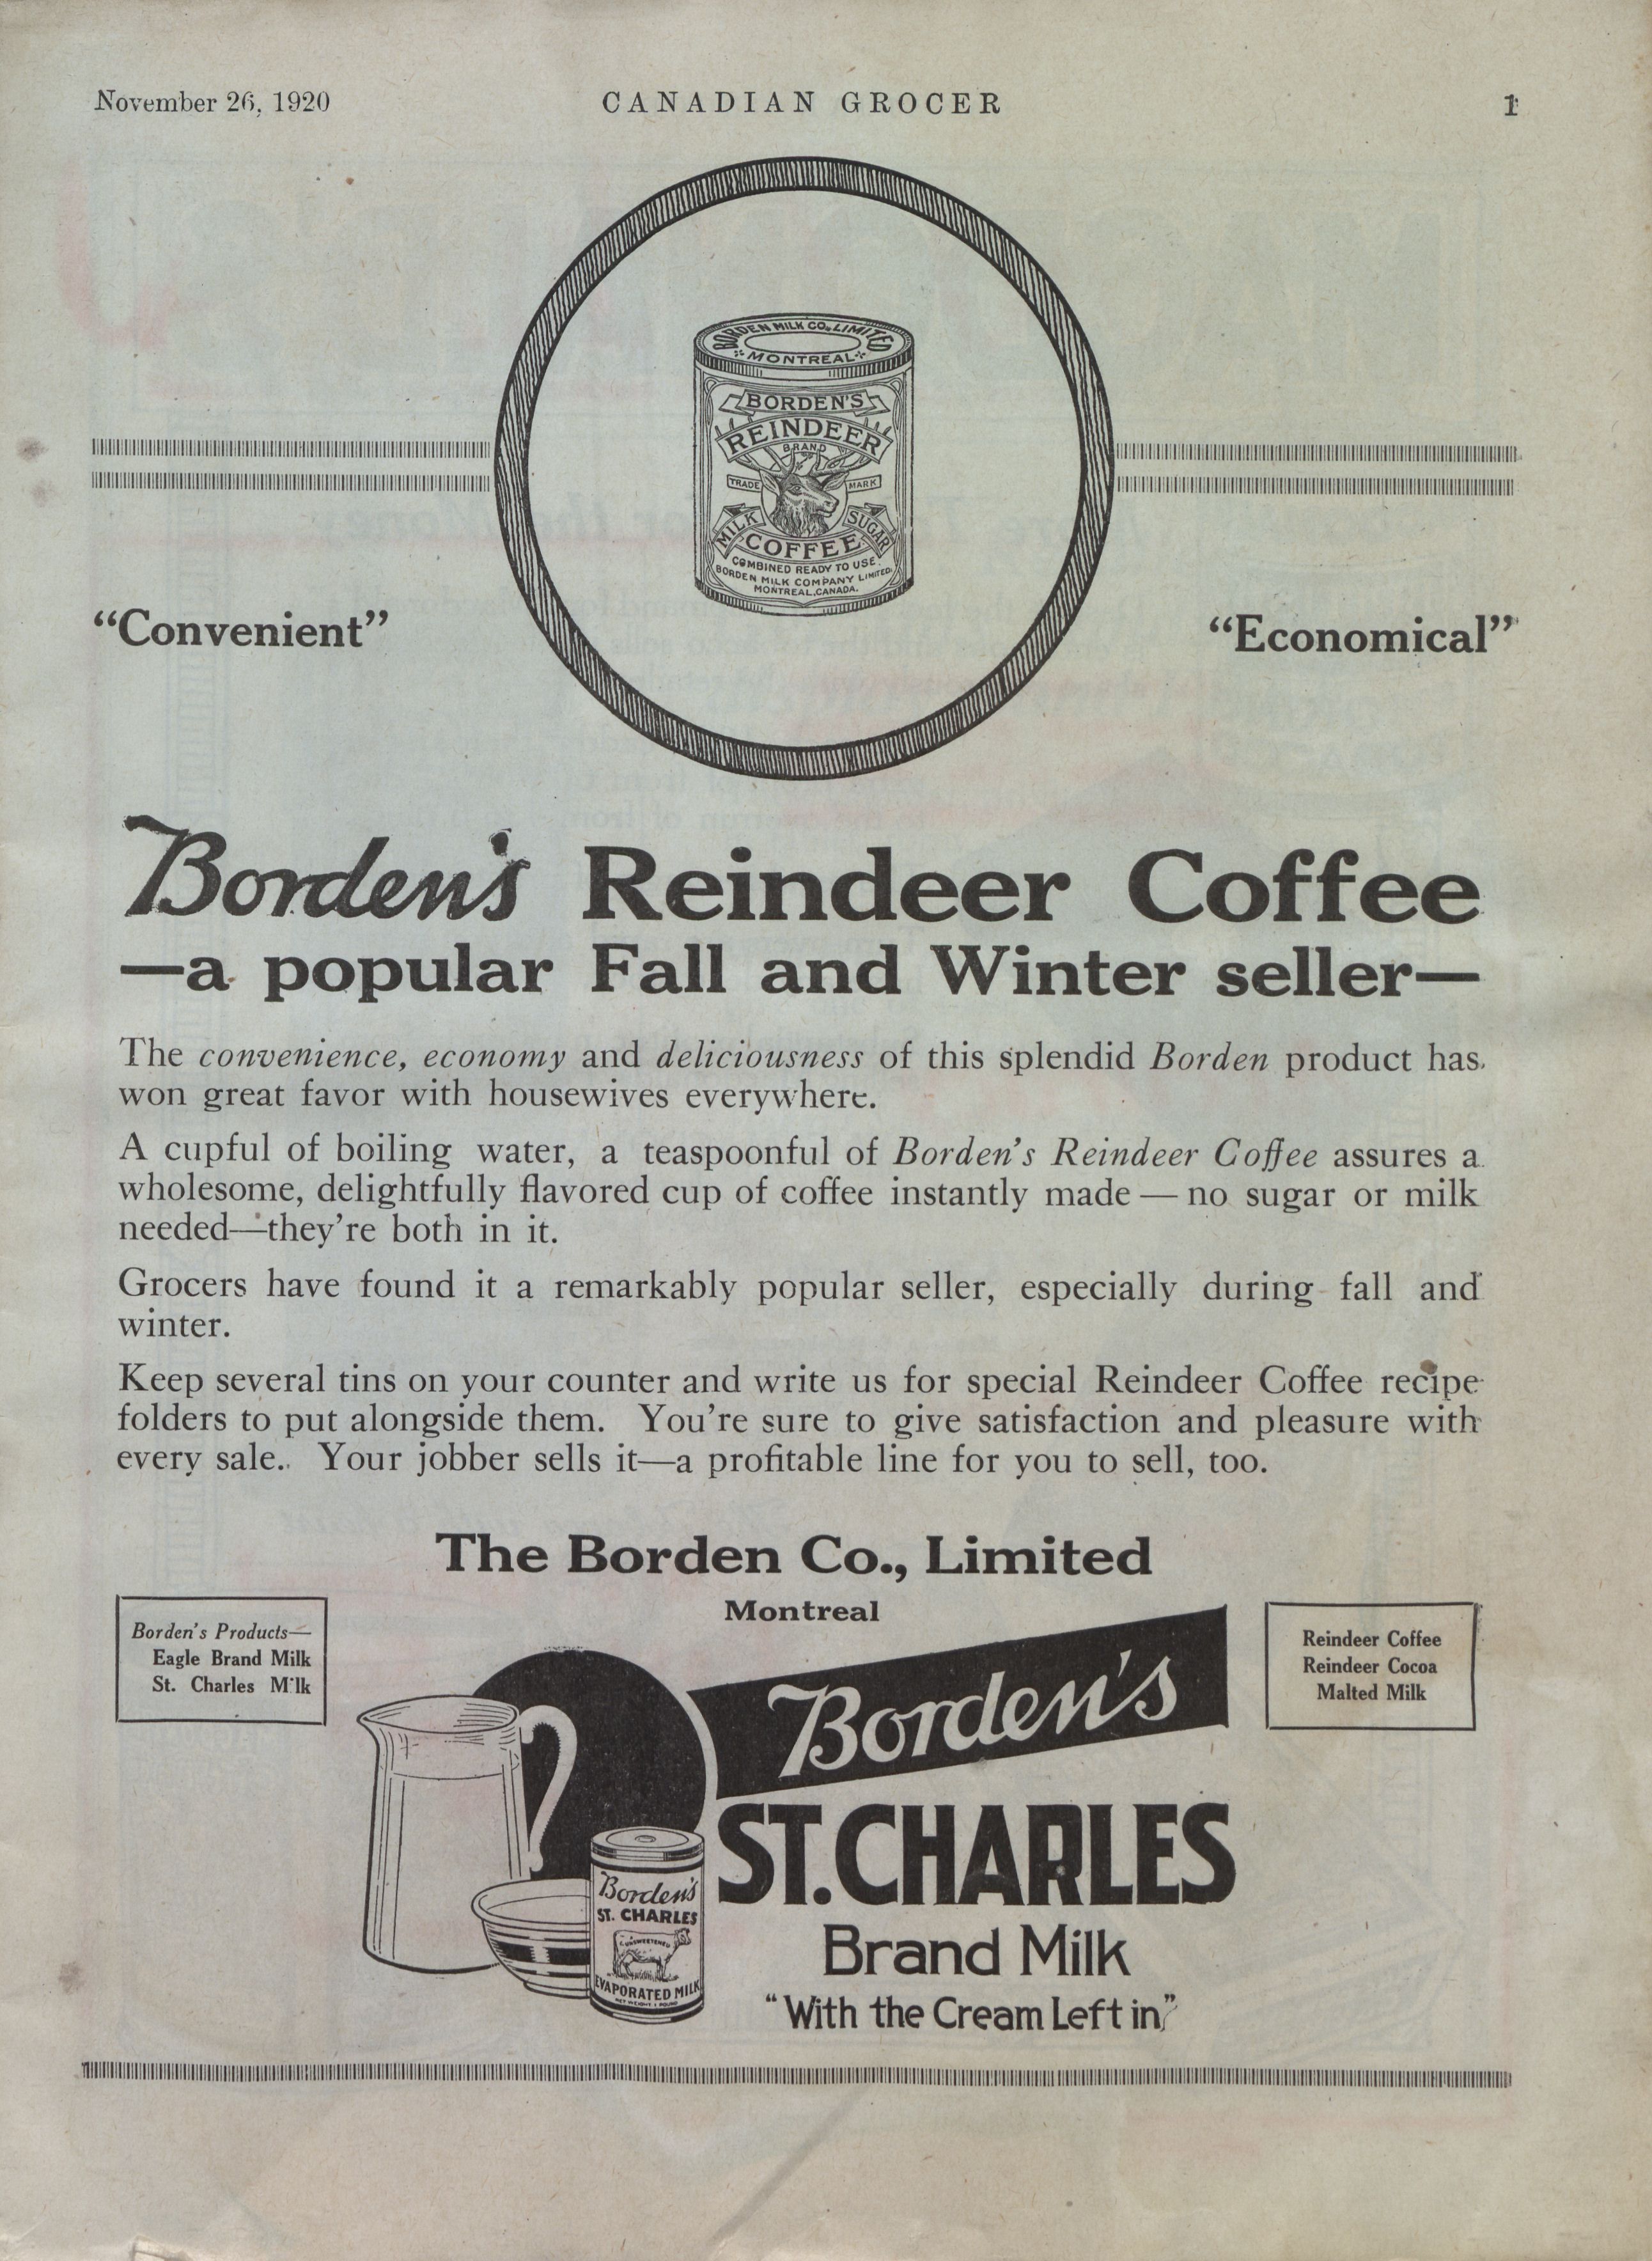 November 26, 1920
CANADIAN GROCER
1
BORDEN MILK CO., LIMITED
MONTREAL
BORDEN'S
REINDEER
BRAND
TRADE MARK
MILK SUGAR
COFFEE
COMBINED READY TO USE.
BORDEN MILK COMPANY LIMITED.
MONTREAL, CANADA.
“Convenient”
“Economical”
Borden's Reindeer Coffee
—a popular Fall and Winter seller—
The convenience, economy and deliciousness of this splendid Borden product has
won great favor with housewives everywhere.
A cupful of boiling water, a teaspoonful of Borden's Reindeer Coffee assures a
wholesome, delightfully flavored cup of coffee instantly made — no sugar or milk
needed—they're both in it.
Grocers have found it a remarkably popular seller, especially during fall and
winter.
Keep several tins on your counter and write us for special Reindeer Coffee recipe
folders to put alongside them. You're sure to give satisfaction and pleasure with
every sale. Your jobber sells it—a profitable line for you to sell, too.
The Borden Co., Limited
Montreal
Borden's Products—
Eagle Brand Milk
St. Charles Milk
Reindeer Coffee
Reindeer Cocoa
Malted Milk
Borden's
ST. CHARLES
Brand Milk
“With the Cream Left in”
Borden's
ST. CHARLES
UNSWEETENED
EVAPORATED MILK
NET WEIGHT 1 POUND